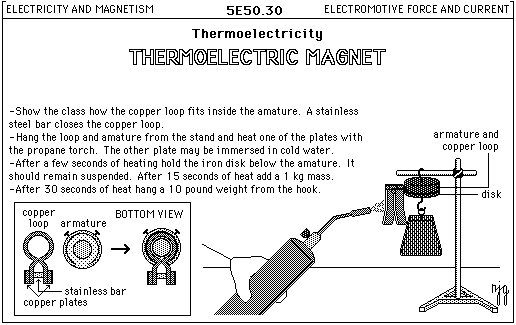 ELECTRICITY AND MAGNETISM 5E50.30 ELECTROMOTIVE FORCE AND CURRENT
Thermoelectricity
THERMOELECTRIC MAGNET
-Show the class how the copper loop fits inside the amature. A stainless
steel bar closes the copper loop.
-Hang the loop and amature from the stand and heat one of the plates with
the propane torch. The other plate may be immersed in cold water.
-After a few seconds of heating hold the iron disk below the amature. It
should remain suspended. After 15 seconds of heat add a 1 kg mass.
-After 30 seconds of heat hang a 10 pound weight from the hook.
armature and
copper loop
disk
copper
loop
armature
BOTTOM VIEW
stainless bar
copper plates